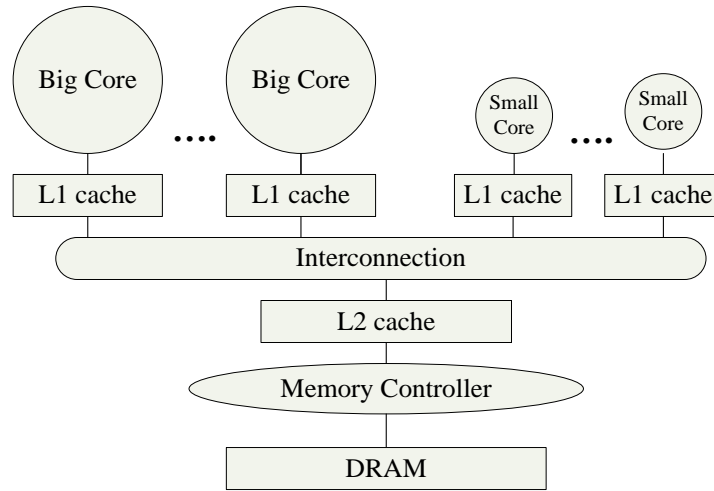 Big Core
Big Core
Small
Core
Small
Core
....
....
L1 cache
L1 cache
L1 cache
L1 cache
Interconnection
L2 cache
Memory Controller
DRAM